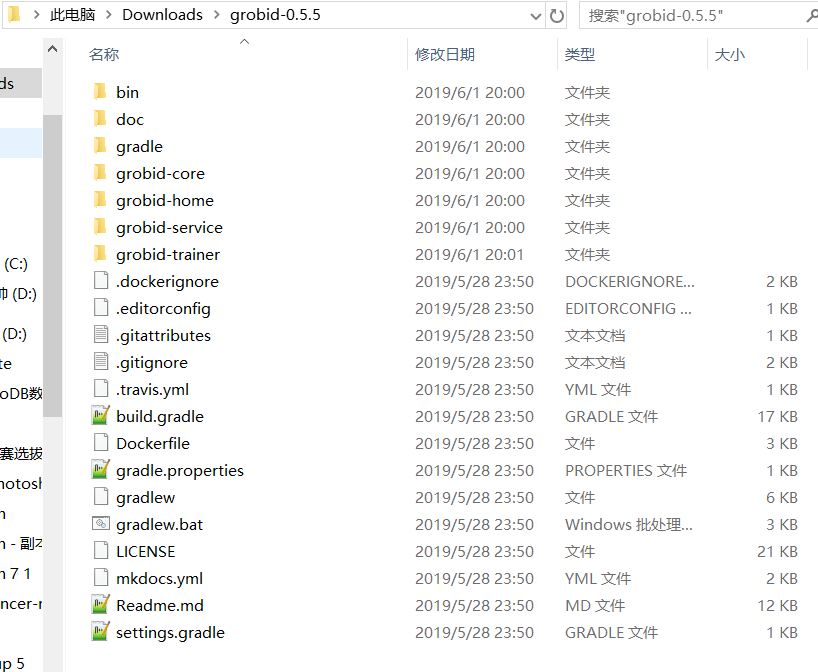 此电脑 > Downloads > grobid-0.5.5 搜索"grobid-0.5.5"
名称 修改日期 类型 大小
ds
bin 2019/6/1 20:00 文件夹
doc 2019/6/1 20:00 文件夹
gradle 2019/6/1 20:00 文件夹
grobid-core 2019/6/1 20:00 文件夹
grobid-home 2019/6/1 20:00 文件夹
grobid-service 2019/6/1 20:00 文件夹
grobid-trainer 2019/6/1 20:01 文件夹
(C:)
.dockerignore 2019/5/28 23:50 DOCKERIGNORE... 2 KB
帅 (D:)
.editorconfig 2019/5/28 23:50 EDITORCONFIG ... 1 KB
(D:)
.gitattributes 2019/5/28 23:50 文本文档 1 KB
te
.gitignore 2019/5/28 23:50 文本文档 2 KB
oDB数
.travis.yml 2019/5/28 23:50 YML 文件 1 KB
build.gradle 2019/5/28 23:50 GRADLE 文件 17 KB
赛选拔
Dockerfile 2019/5/28 23:50 文件 3 KB
gradle.properties 2019/5/28 23:50 PROPERTIES 文件 1 KB
hotosh
gradlew 2019/5/28 23:50 文件 6 KB
n
gradlew.bat 2019/5/28 23:50 Windows 批处理... 3 KB
n - 副本
LICENSE 2019/5/28 23:50 文件 21 KB
n 7 1
mkdocs.yml 2019/5/28 23:50 YML 文件 2 KB
ncer-r
Readme.md 2019/5/28 23:50 MD 文件 12 KB
settings.gradle 2019/5/28 23:50 GRADLE 文件 1 KB
up 5